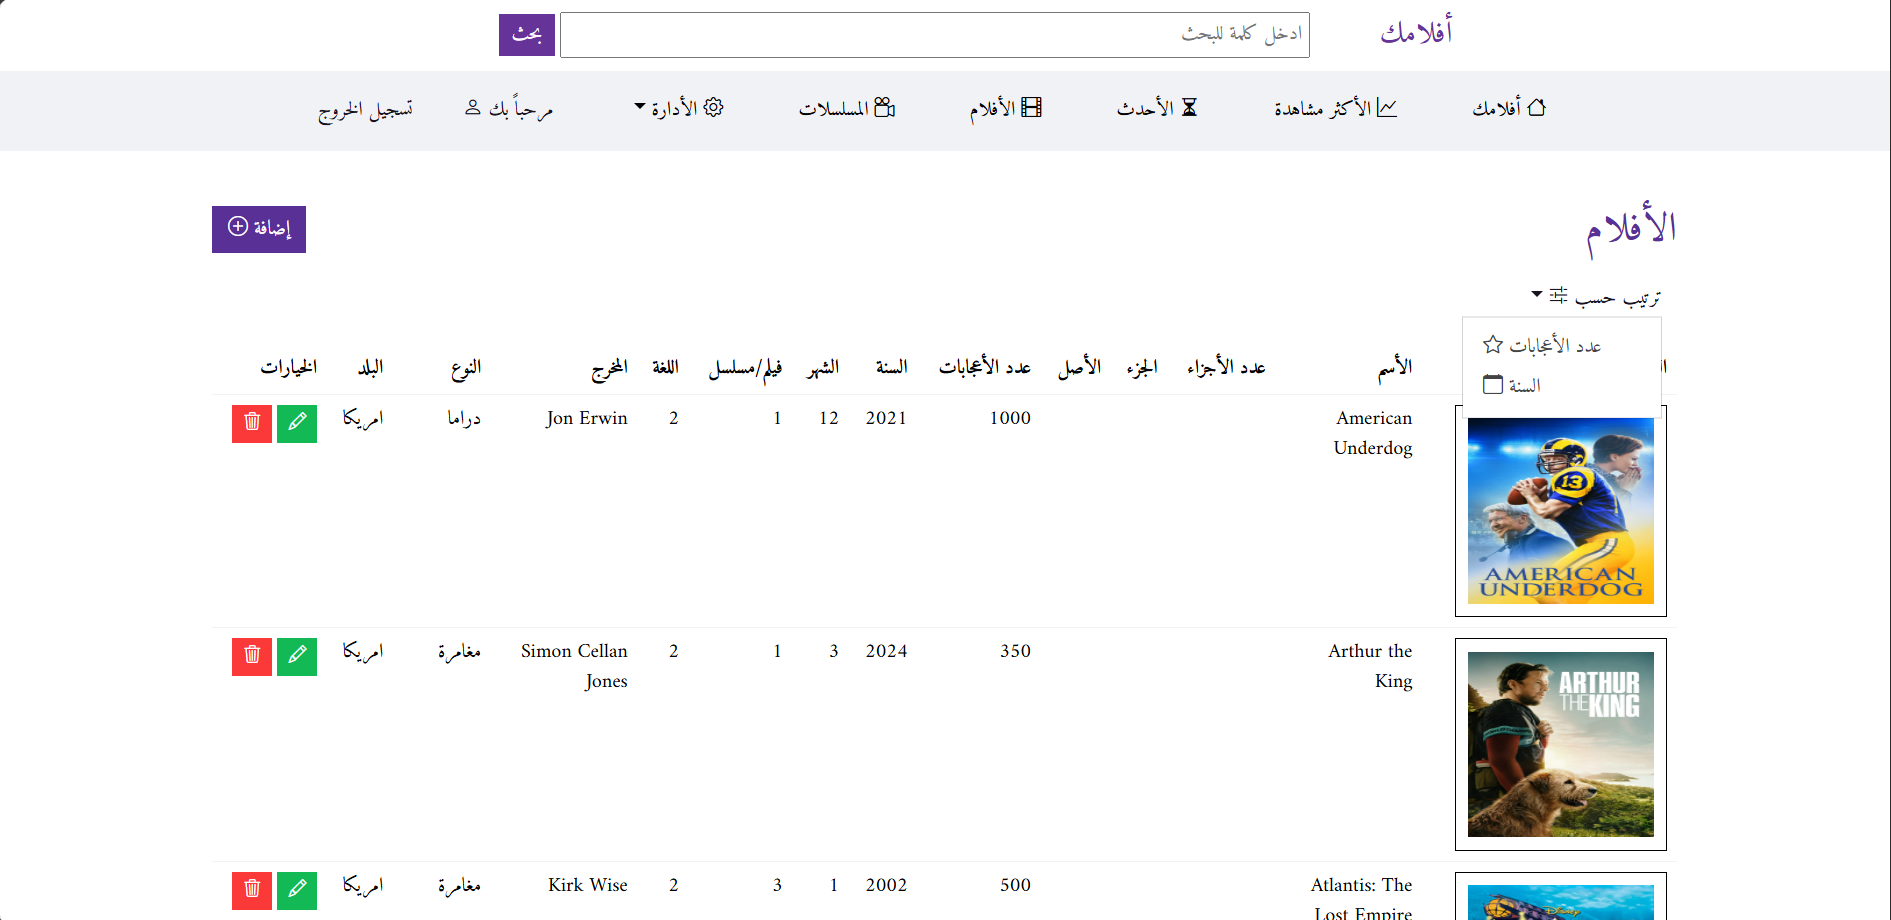 أفلامك
ادخل كلمة للبحث
بحث
أفلامك الأكثر مشاهدة الأحدث الأفلام المسلسلات الأدارة مرحباً بك تسجيل الخروج
الأفلام
إضافة
ترتيب حسب
عدد الأعجابات
السنة
الأسم عدد الأجزاء الجزء الأصل عدد الأعجابات السنة الشهر فيلم/مسلسل اللغة المخرج النوع البلد الخيارات
American Underdog 1000 2021 12 1 2 Jon Erwin دراما امريكا
AMERICAN
UNDERDOG
13
Arthur the King 350 2024 3 1 2 Simon Cellan Jones مغامرة امريكا
ARTHUR
THE KING
Atlantis: The Lost Empire 500 2002 1 3 2 Kirk Wise مغامرة امريكا
Disney